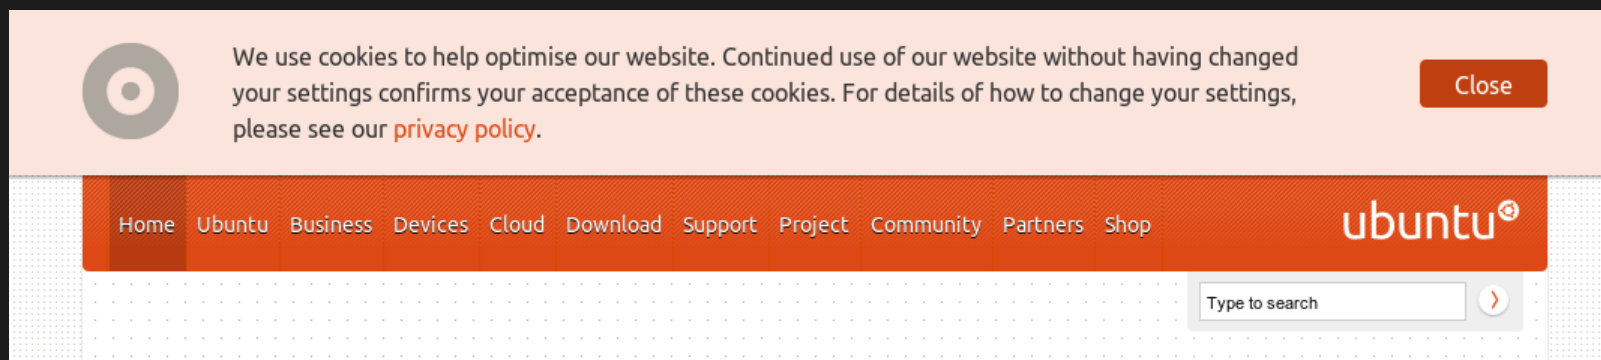 We use cookies to help optimise our website. Continued use of our website without having changed
your settings confirms your acceptance of these cookies. For details of how to change your settings,
please see our privacy policy.
Close
Home Ubuntu Business Devices Cloud Download Support Project Community Partners Shop
ubuntu
Type to search